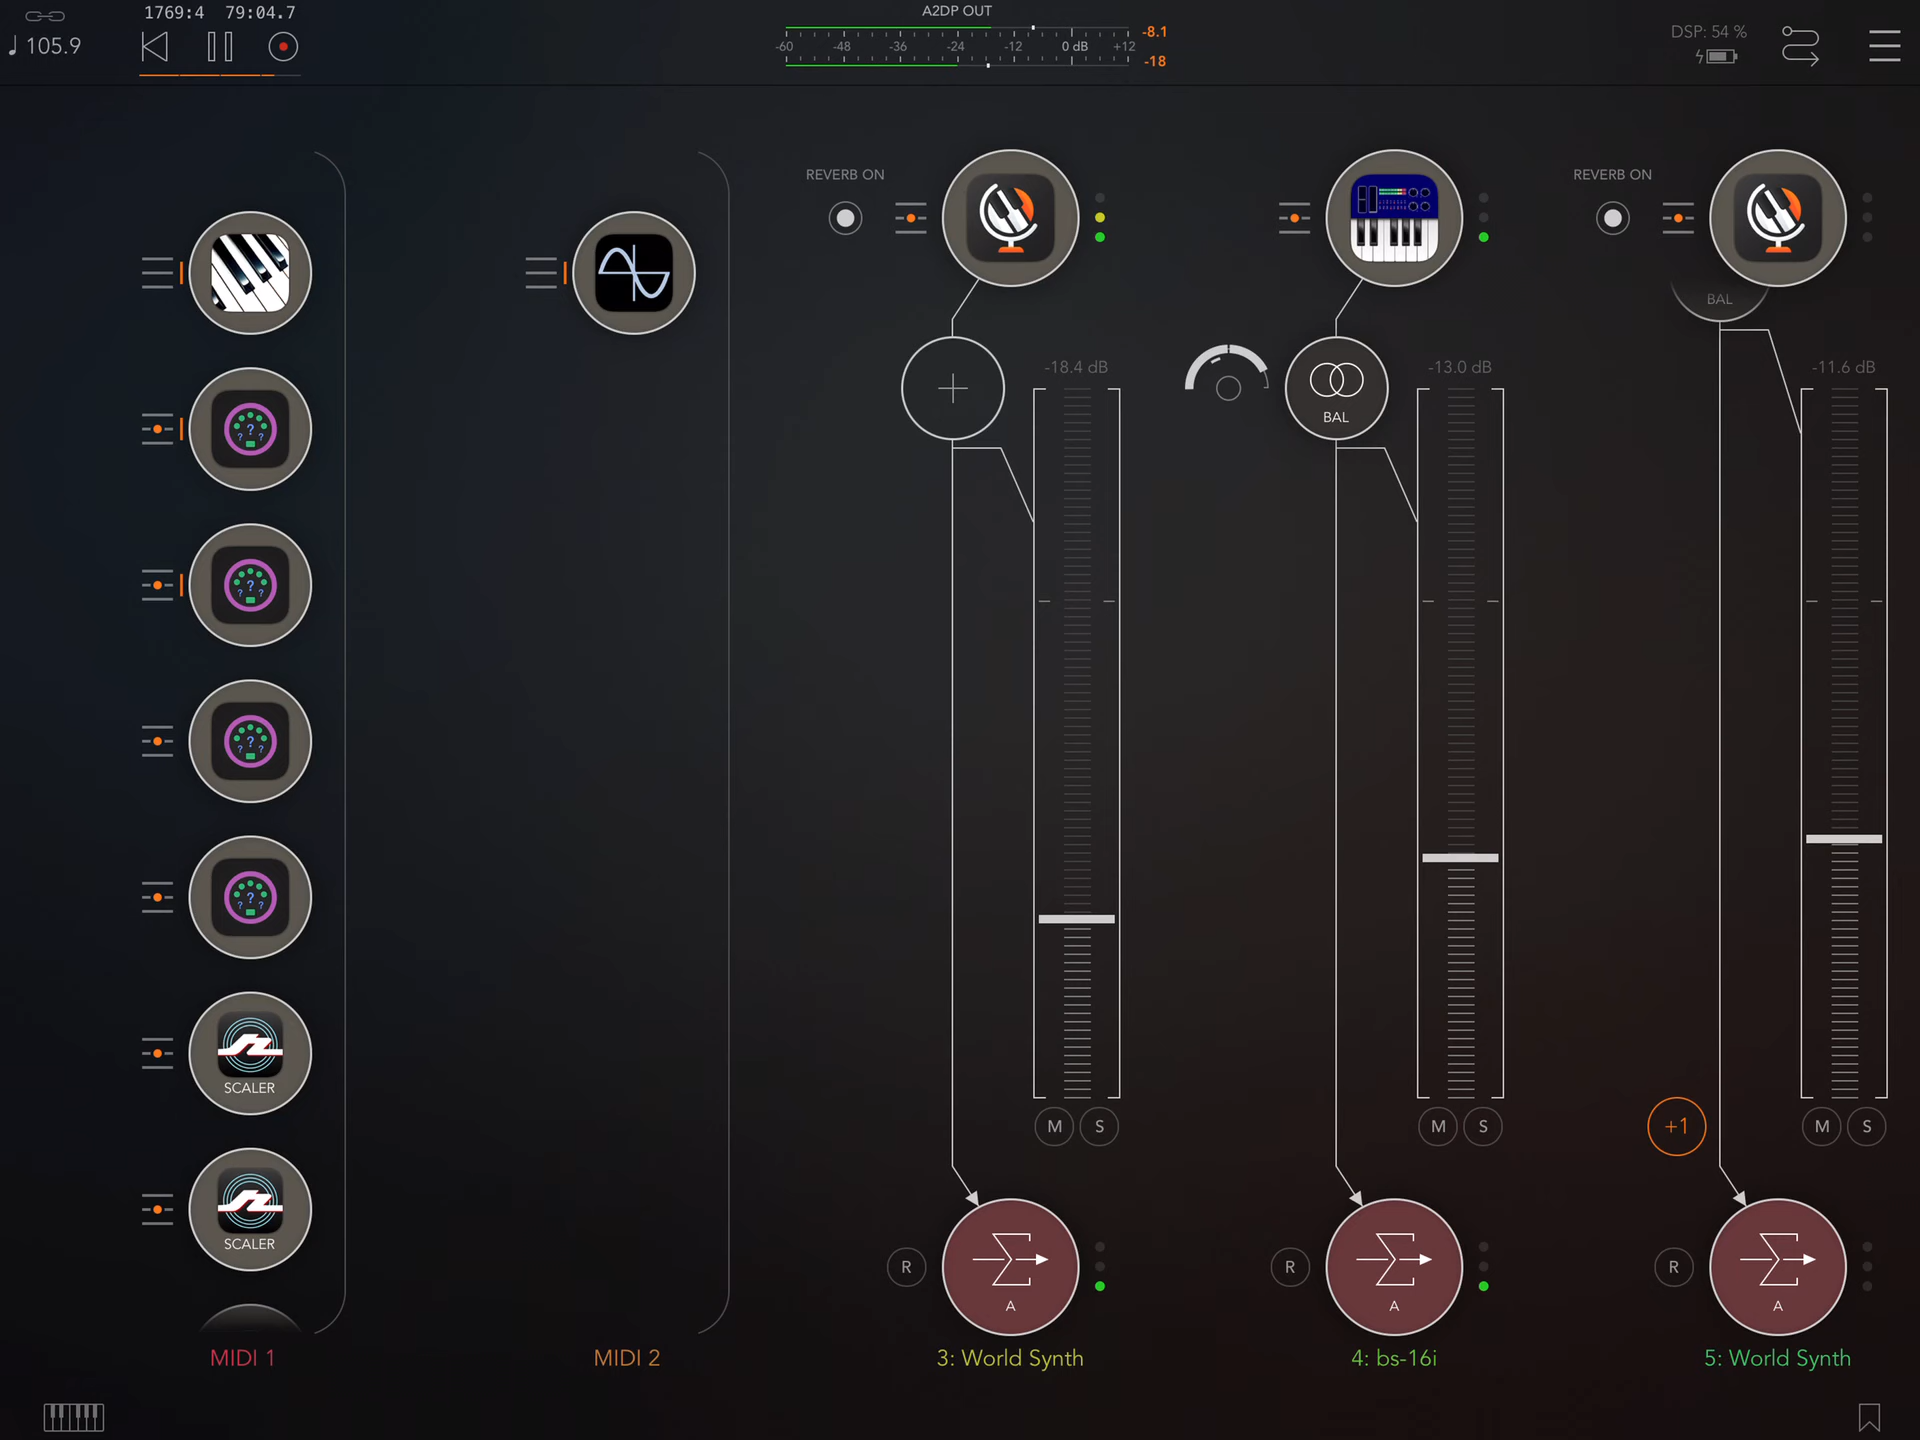 1769:4 79:04.7
A2DP OUT
♩ 105.9
-60 -48 -36 -24 -12 0 dB +12
-8.1
-18
DSP: 54 %
REVERB ON
REVERB ON
BAL
-18.4 dB
-13.0 dB
-11.6 dB
BAL
SCALER
M S
M S
+1
M S
SCALER
R
R
R
A
A
A
MIDI 1
MIDI 2
3: World Synth
4: bs-16i
5: World Synth